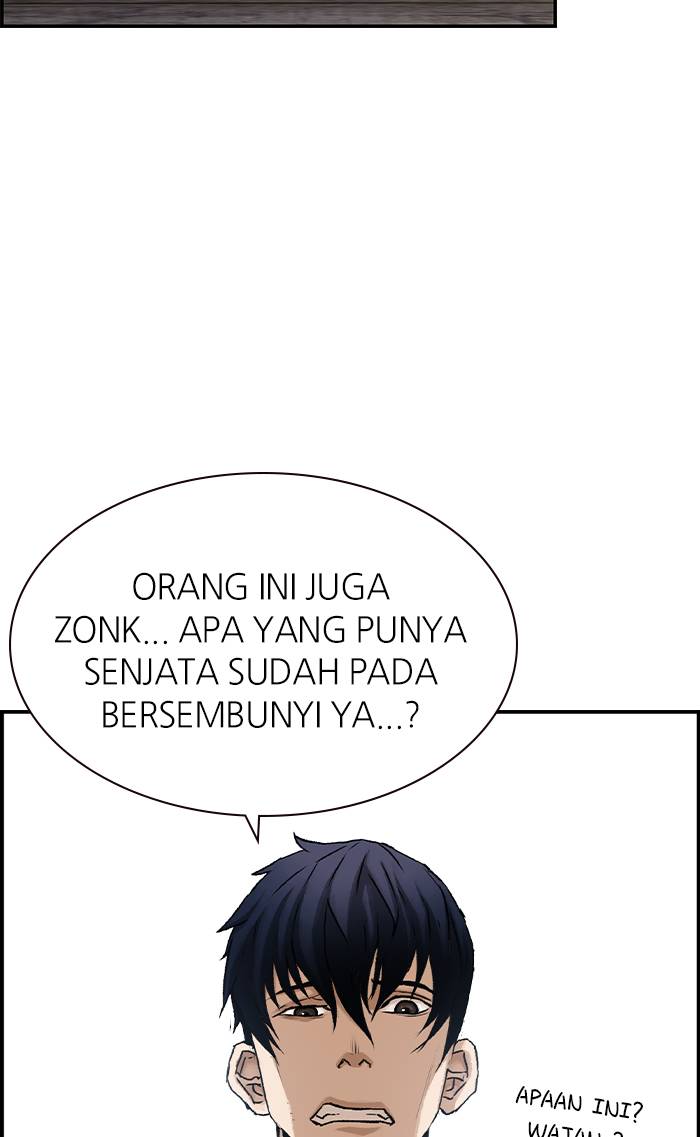 ORANG INI JUGA
ZONK... APA YANG PUNYA
SENJATA SUDAH PADA
BERSEMBUNYI YA...?
APAAN INI?